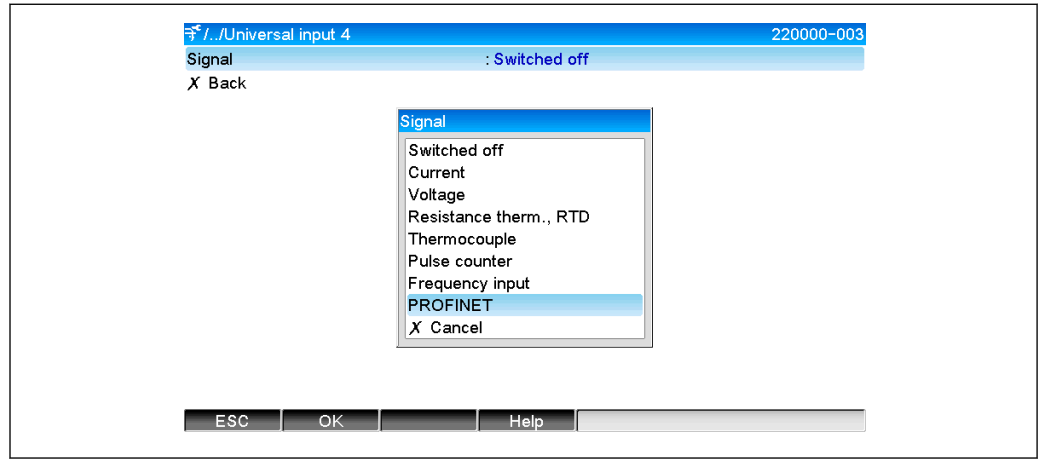 /../Universal input 4 220000-003
Signal : Switched off
X Back
Signal
Switched off
Current
Voltage
Resistance therm., RTD
Thermocouple
Pulse counter
Frequency input
PROFINET
X Cancel
ESC OK Help